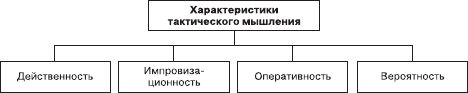 Характеристики
тактического мышления
Действенность
Импровиза-
ционность
Оперативность
Вероятность